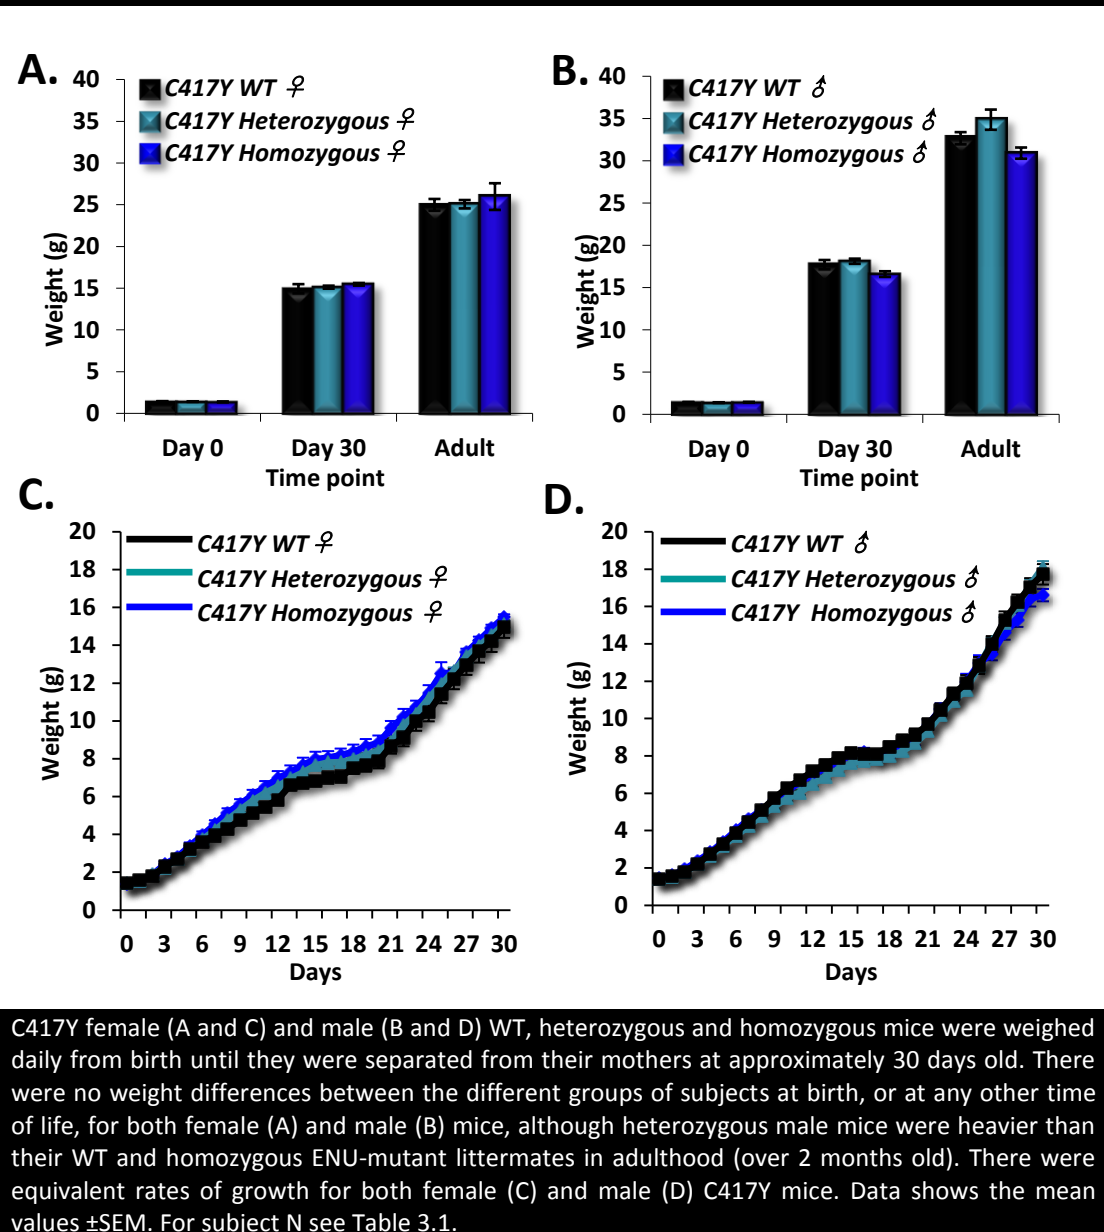 A.
40
35
30
25
20
15
10
5
0
Weight (g)
C417Y WT ♀
C417Y Heterozygous ♀
C417Y Homozygous ♀
Day 0 Day 30 Adult
Time point
B.
40
35
30
25
20
15
10
5
0
Weight (g)
C417Y WT ♂
C417Y Heterozygous ♂
C417Y Homozygous ♂
Day 0 Day 30 Adult
Time point
C.
20
18
16
14
12
10
8
6
4
2
0
Weight (g)
C417Y WT ♀
C417Y Heterozygous ♀
C417Y Homozygous ♀
0 3 6 9 12 15 18 21 24 27 30
Days
D.
20
18
16
14
12
10
8
6
4
2
0
Weight (g)
C417Y WT ♂
C417Y Heterozygous ♂
C417Y Homozygous ♂
0 3 6 9 12 15 18 21 24 27 30
Days
C417Y female (A and C) and male (B and D) WT, heterozygous and homozygous mice were weighed
daily from birth until they were separated from their mothers at approximately 30 days old. There
were no weight differences between the different groups of subjects at birth, or at any other time
of life, for both female (A) and male (B) mice, although heterozygous male mice were heavier than
their WT and homozygous ENU-mutant littermates in adulthood (over 2 months old). There were
equivalent rates of growth for both female (C) and male (D) C417Y mice. Data shows the mean
values ±SEM. For subject N see Table 3.1.